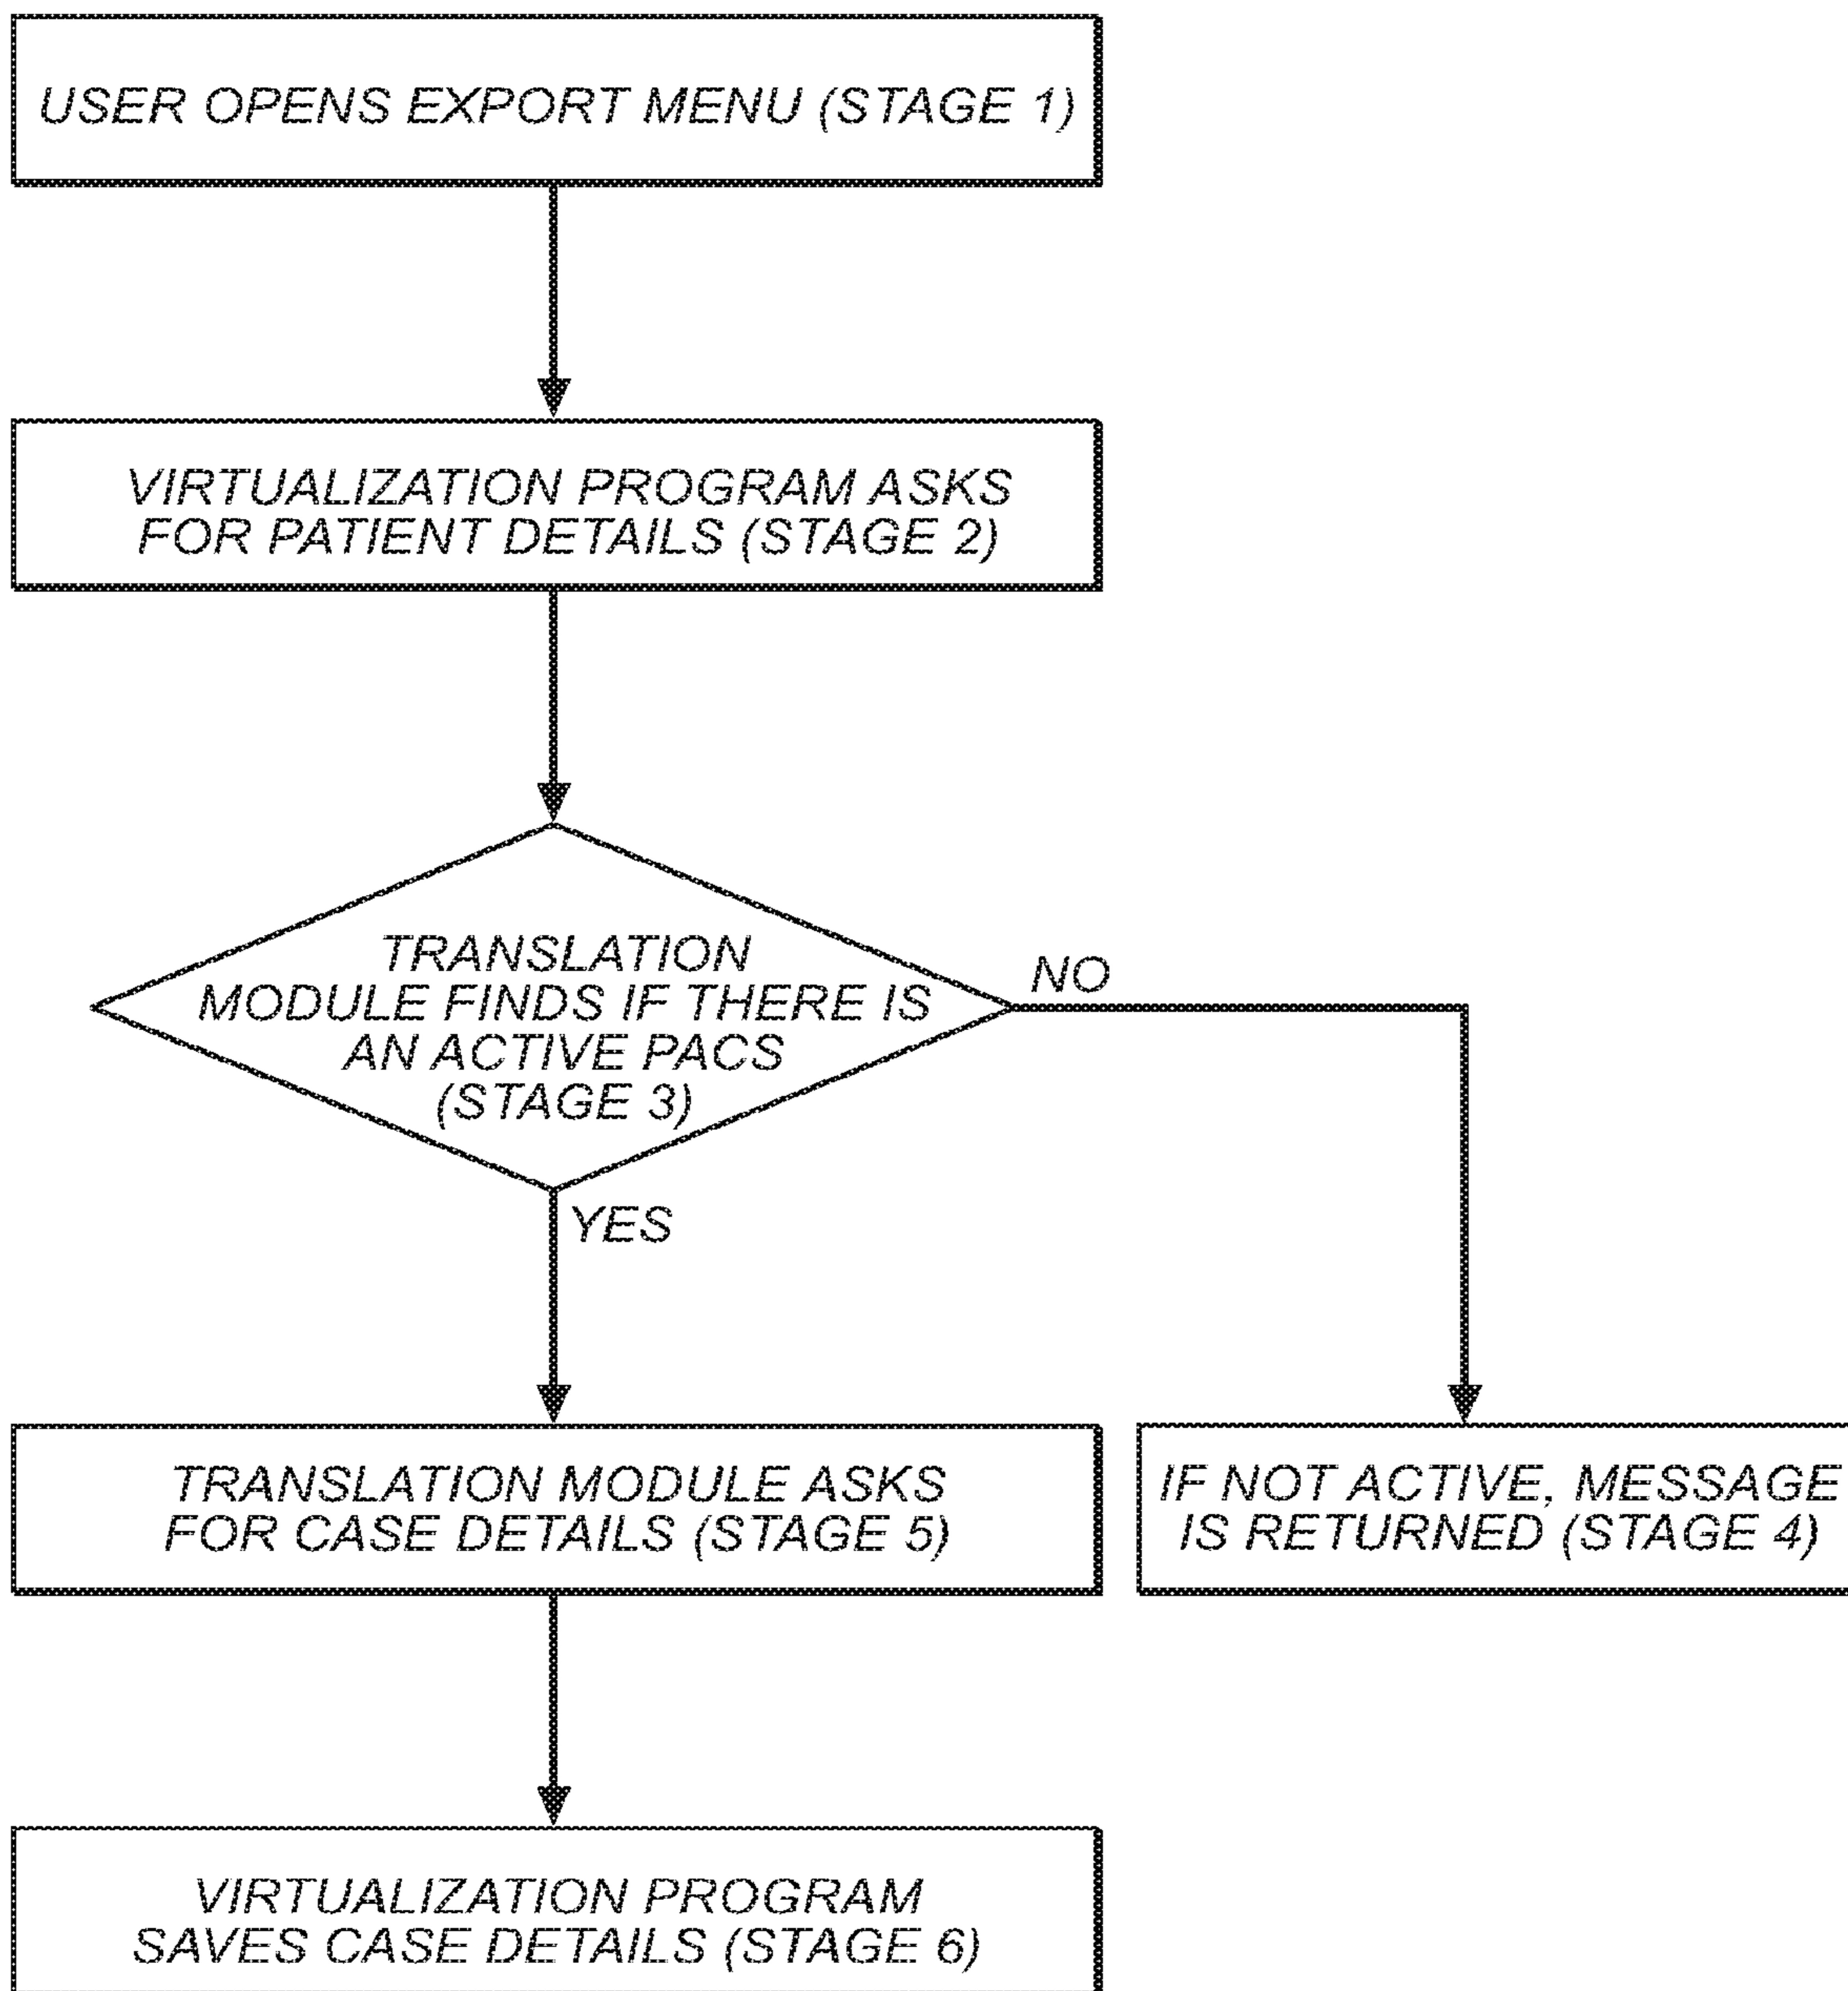 USER OPENS EXPORT MENU (STAGE 1)
VIRTUALIZATION PROGRAM ASKS
FOR PATIENT DETAILS (STAGE 2)
TRANSLATION
MODULE FINDS IF THERE IS
AN ACTIVE PACS
(STAGE 3)
NO
YES
TRANSLATION MODULE ASKS
FOR CASE DETAILS (STAGE 5)
IF NOT ACTIVE, MESSAGE
IS RETURNED (STAGE 4)
VIRTUALIZATION PROGRAM
SAVES CASE DETAILS (STAGE 6)